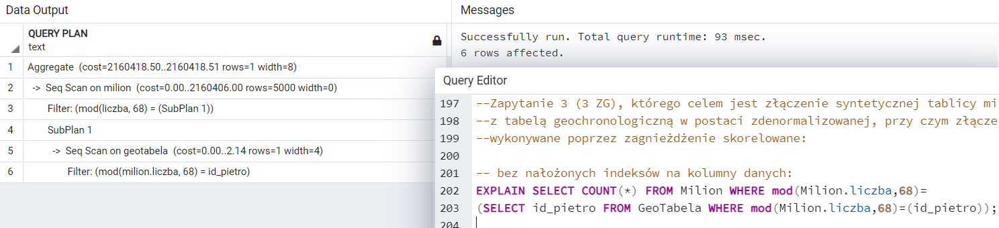 Data Output
QUERY PLAN
text
1 Aggregate (cost=2160418.50..2160418.51 rows=1 width=8)
2 -> Seq Scan on milion (cost=0.00..2160406.00 rows=5000 width=0)
3 Filter: (mod(liczba, 68) = (SubPlan 1))
4 SubPlan 1
5 -> Seq Scan on geotabela (cost=0.00..2.14 rows=1 width=4)
6 Filter: (mod(milion.liczba, 68) = id_pietro)
Messages
Successfully run. Total query runtime: 93 msec.
6 rows affected.
Query Editor
197 --Zapytanie 3 (3 ZG), którego celem jest złączenie syntetycznej tablicy mi
198 --z tabelą geochronologiczną w postaci zdenormalizowanej, przy czym złącze
199 --wykonywane poprzez zagnieżdżenie skorelowane:
200
201 -- bez nałożonych indeksów na kolumny danych:
202 EXPLAIN SELECT COUNT(*) FROM Milion WHERE mod(Milion.liczba,68)=
203 (SELECT id_pietro FROM GeoTabela WHERE mod(Milion.liczba,68)=(id_pietro));
204